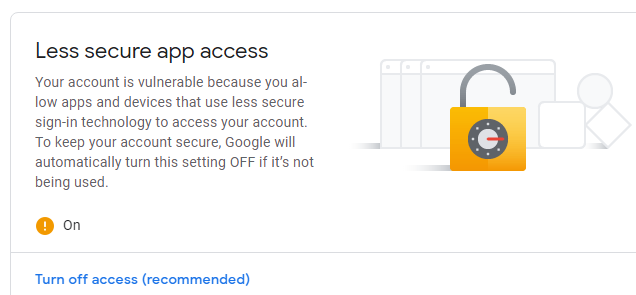 Less secure app access
Your account is vulnerable because you al-
low apps and devices that use less secure
sign-in technology to access your account.
To keep your account secure, Google will
automatically turn this setting OFF if it's not
being used.
On
Turn off access (recommended)